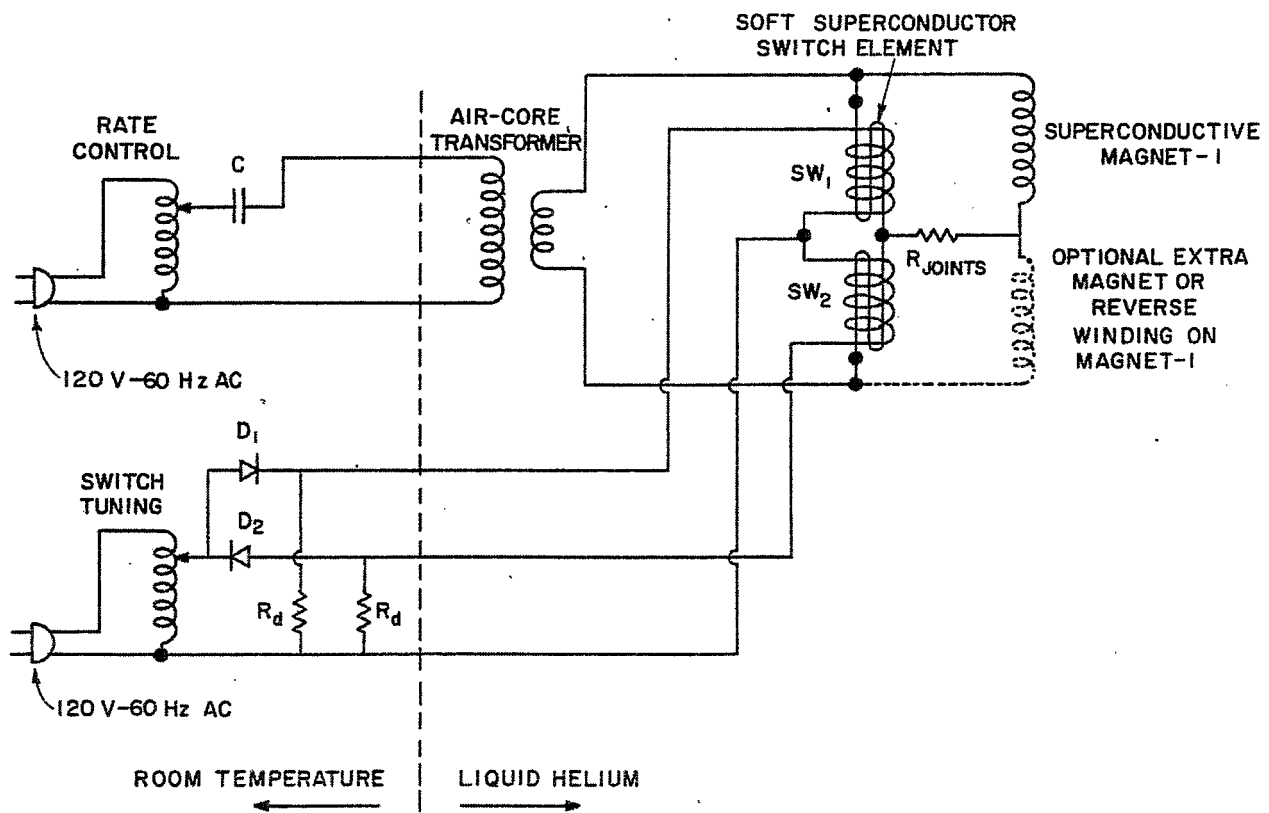 SOFT SUPERCONDUCTOR
SWITCH ELEMENT
RATE
CONTROL
C
AIR-CORE
TRANSFORMER
SW1
SUPERCONDUCTIVE
MAGNET-1
RJOINTS
SW2
OPTIONAL EXTRA
MAGNET OR
REVERSE
WINDING ON
MAGNET-1
120 V-60 Hz AC
D1
SWITCH
TUNING
D2
Rd
Rd
120 V-60 Hz AC
ROOM TEMPERATURE
LIQUID HELIUM